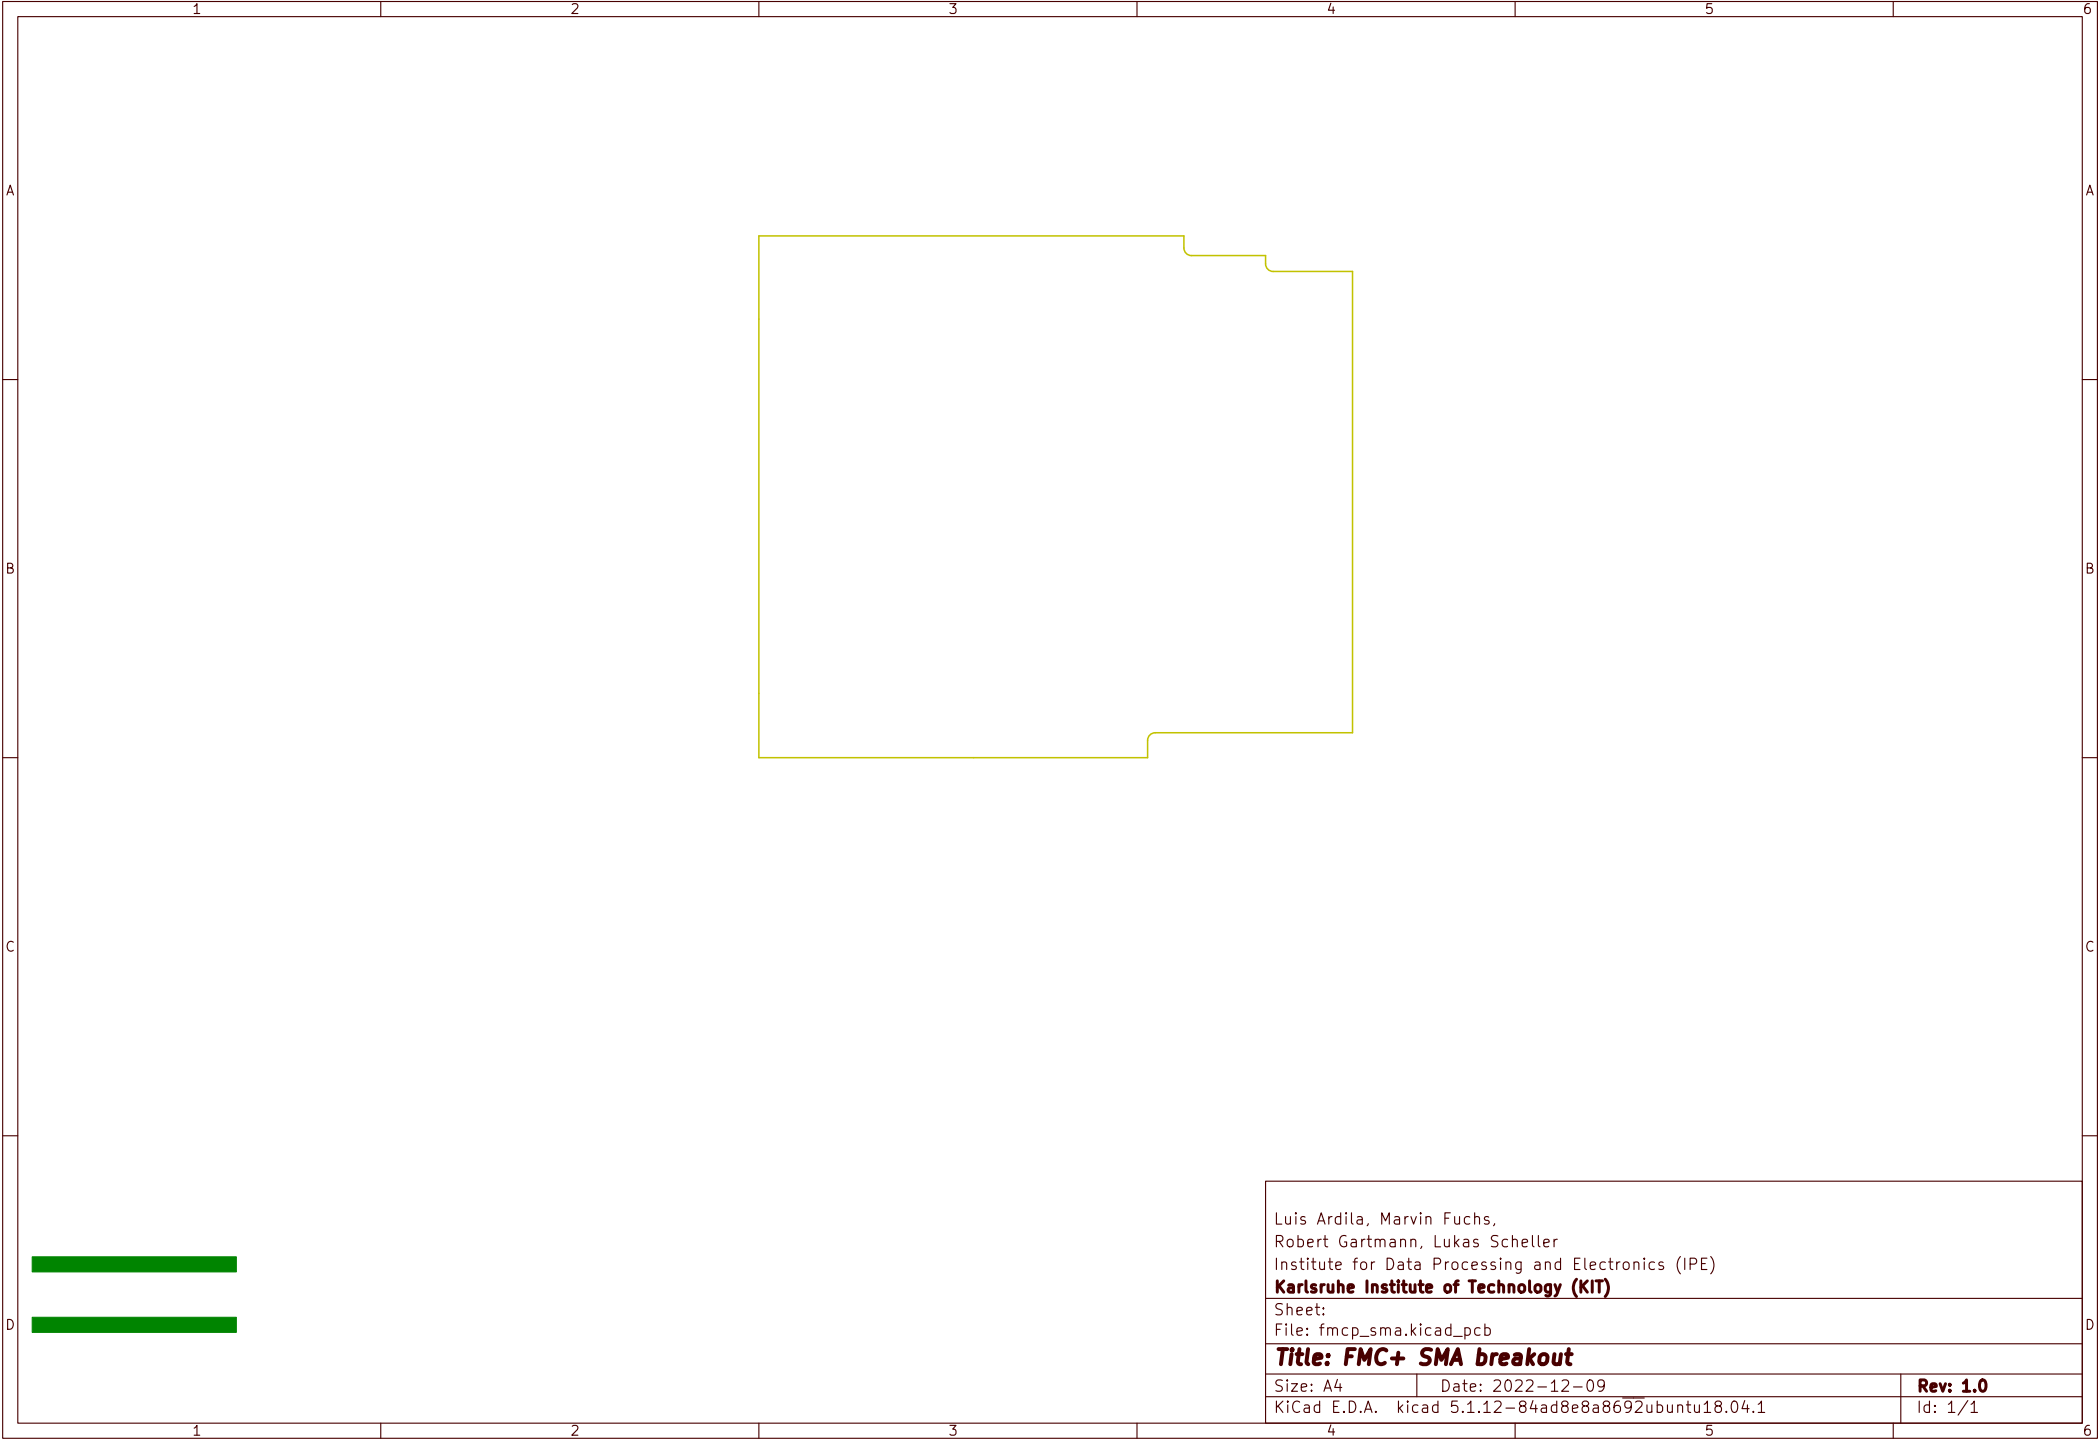 1 2 3 4 5 6
A A
B B
C C
Luis Ardila, Marvin Fuchs,
Robert Gartmann, Lukas Scheller
Institute for Data Processing and Electronics (IPE)
Karlsruhe Institute of Technology (KIT)
Sheet:
D D
File: fmcp_sma.kicad_pcb
Title: FMC+ SMA breakout
Size: A4 Date: 2022-12-09 Rev: 1.0
KiCad E.D.A. kicad 5.1.12-84ad8e8a8692ubuntu18.04.1 Id: 1/1
1 2 3 4 5 6